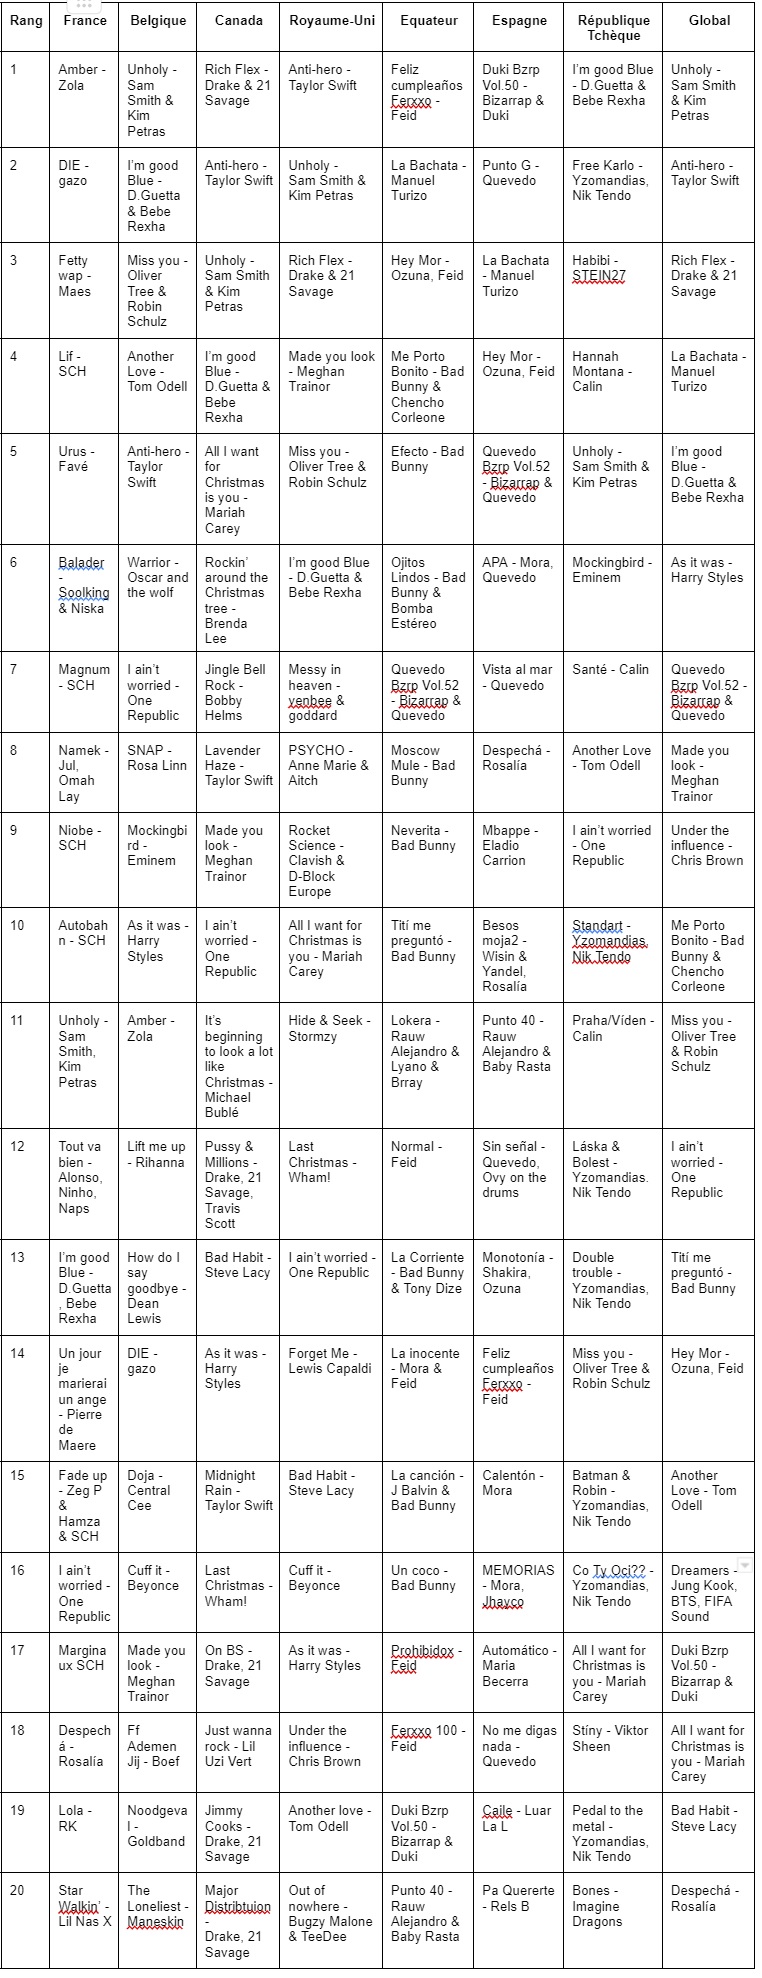 Rang
France
Belgique
Canada
Royaume-Uni
Equateur
Espagne
République
Tchèque
Global
1
Amber -
Zola
Unholy -
Sam
Smith &
Kim
Petras
Rich Flex -
Drake & 21
Savage
Anti-hero -
Taylor Swift
Feliz
cumpleaños
Ferxxo -
Feid
Duki Bzrp
Vol.50 -
Bizarrap &
Duki
I'm good Blue
- D.Guetta &
Bebe Rexha
Unholy -
Sam Smith
& Kim
Petras
2
DIE -
gazo
I'm good
Blue -
D.Guetta
& Bebe
Rexha
Anti-hero -
Taylor Swift
Unholy -
Sam Smith &
Kim Petras
La Bachata -
Manuel
Turizo
Punto G -
Quevedo
Free Karlo -
Yzomandias,
Nik Tendo
Anti-hero -
Taylor Swift
3
Fetty
wap -
Maes
Miss you -
Oliver
Tree &
Robin
Schulz
Unholy -
Sam Smith
& Kim
Petras
Rich Flex -
Drake & 21
Savage
Hey Mor -
Ozuna, Feid
La Bachata
- Manuel
Turizo
Habibi -
STEIN27
Rich Flex -
Drake & 21
Savage
4
Lif -
SCH
Another
Love -
Tom Odell
I'm good
Blue -
D.Guetta &
Bebe
Rexha
Made you look
- Meghan
Trainor
Me Porto
Bonito - Bad
Bunny &
Chencho
Corleone
Hey Mor -
Ozuna, Feid
Hannah
Montana -
Calin
La Bachata -
Manuel
Turizo
5
Urus -
Favé
Anti-hero -
Taylor
Swift
All I want
for
Christmas
is you -
Mariah
Carey
Miss you -
Oliver Tree &
Robin Schulz
Efecto - Bad
Bunny
Quevedo
Bzrp Vol.52
- Bizarrap &
Quevedo
Unholy -
Sam Smith &
Kim Petras
I'm good
Blue -
D.Guetta &
Bebe Rexha
6
Balader
-
Soolking
& Niska
Warrior -
Oscar and
the wolf
Rockin'
around the
Christmas
tree -
Brenda
Lee
I'm good Blue
- D.Guetta &
Bebe Rexha
Ojitos
Lindos - Bad
Bunny &
Bomba
Estéreo
APA - Mora,
Quevedo
Mockingbird -
Eminem
As it was -
Harry Styles
7
Magnum
- SCH
I ain't
worried -
One
Republic
Jingle Bell
Rock -
Bobby
Helms
Messy in
heaven -
venbee &
goddard
Quevedo
Bzrp Vol.52
- Bizarrap &
Quevedo
Vista al mar
- Quevedo
Santé - Calin
Quevedo
Bzrp Vol.52 -
Bizarrap &
Quevedo
8
Namek -
Jul,
Omah
Lay
SNAP -
Rosa Linn
Lavender
Haze -
Taylor Swift
PSYCHO -
Anne Marie &
Aitch
Moscow
Mule - Bad
Bunny
Despechá -
Rosalía
Another Love
- Tom Odell
Made you
look -
Meghan
Trainor
9
Niobe -
SCH
Mockingbi
rd -
Eminem
Made you
look -
Meghan
Trainor
Rocket
Science -
Clavish &
D-Block
Europe
Neverita -
Bad Bunny
Mbappe -
Eladio
Carrion
I ain't worried
- One
Republic
Under the
influence -
Chris Brown
10
Autobah
n - SCH
As it was -
Harry
Styles
I ain't
worried -
One
Republic
All I want for
Christmas is
you - Mariah
Carey
Tití me
preguntó -
Bad Bunny
Besos
moja2 -
Wisin &
Yandel,
Rosalía
Standart -
Yzomandias,
Nik Tendo
Me Porto
Bonito - Bad
Bunny &
Chencho
Corleone
11
Unholy -
Sam
Smith,
Kim
Petras
Amber -
Zola
It's
beginning
to look a lot
like
Christmas -
Michael
Bublé
Hide & Seek -
Stormzy
Lokera -
Rauw
Alejandro &
Lyano &
Brray
Punto 40 -
Rauw
Alejandro &
Baby Rasta
Praha/Víden -
Calin
Miss you -
Oliver Tree
& Robin
Schulz
12
Tout va
bien -
Alonso,
Ninho,
Naps
Lift me up
- Rihanna
Pussy &
Millions -
Drake, 21
Savage,
Travis
Scott
Last
Christmas -
Wham!
Normal -
Feid
Sin señal -
Quevedo,
Ovy on the
drums
Láska &
Bolest -
Yzomandias.
Nik Tendo
I ain't
worried -
One
Republic
13
I'm good
Blue -
D.Guetta
, Bebe
Rexha
How do I
say
goodbye -
Dean
Lewis
Bad Habit -
Steve Lacy
I ain't worried -
One Republic
La Corriente
- Bad Bunny
& Tony Dize
Monotonía -
Shakira,
Ozuna
Double
trouble -
Yzomandias,
Nik Tendo
Tití me
preguntó -
Bad Bunny
14
Un jour
je
marierai
un ange
- Pierre
de
Maere
DIE -
gazo
As it was -
Harry
Styles
Forget Me -
Lewis Capaldi
La inocente
- Mora &
Feid
Feliz
cumpleaños
Ferxxo -
Feid
Miss you -
Oliver Tree &
Robin Schulz
Hey Mor -
Ozuna, Feid
15
Fade up
- Zeg P
&
Hamza
& SCH
Doja -
Central
Cee
Midnight
Rain -
Taylor Swift
Bad Habit -
Steve Lacy
La canción -
J Balvin &
Bad Bunny
Calentón -
Mora
Batman &
Robin -
Yzomandias,
Nik Tendo
Another
Love - Tom
Odell
16
I ain't
worried -
One
Republic
Cuff it -
Beyonce
Last
Christmas -
Wham!
Cuff it -
Beyonce
Un coco -
Bad Bunny
MEMORIAS
- Mora,
Jhayco
Co Ty Oci?? -
Yzomandias,
Nik Tendo
Dreamers -
Jung Kook,
BTS, FIFA
Sound
17
Margina
ux SCH
Made you
look -
Meghan
Trainor
On BS -
Drake, 21
Savage
As it was -
Harry Styles
Prohibidox -
Feid
Automático -
Maria
Becerra
All I want for
Christmas is
you - Mariah
Carey
Duki Bzrp
Vol.50 -
Bizarrap &
Duki
18
Despech
á -
Rosalía
Ff
Ademen
Jij - Boef
Just wanna
rock - Lil
Uzi Vert
Under the
influence -
Chris Brown
Ferxxo 100 -
Feid
No me digas
nada -
Quevedo
Stíny - Viktor
Sheen
All I want for
Christmas is
you - Mariah
Carey
19
Lola -
RK
Noodgeva
l -
Goldband
Jimmy
Cooks -
Drake, 21
Savage
Another love -
Tom Odell
Duki Bzrp
Vol.50 -
Bizarrap &
Duki
Caile - Luar
La L
Pedal to the
metal -
Yzomandias,
Nik Tendo
Bad Habit -
Steve Lacy
20
Star
Walkin' -
Lil Nas X
The
Loneliest -
Maneskin
Major
Distribtuion
-
Drake, 21
Savage
Out of
nowhere -
Bugzy Malone
& TeeDee
Punto 40 -
Rauw
Alejandro &
Baby Rasta
Pa Quererte
- Rels B
Bones -
Imagine
Dragons
Despechá -
Rosalía